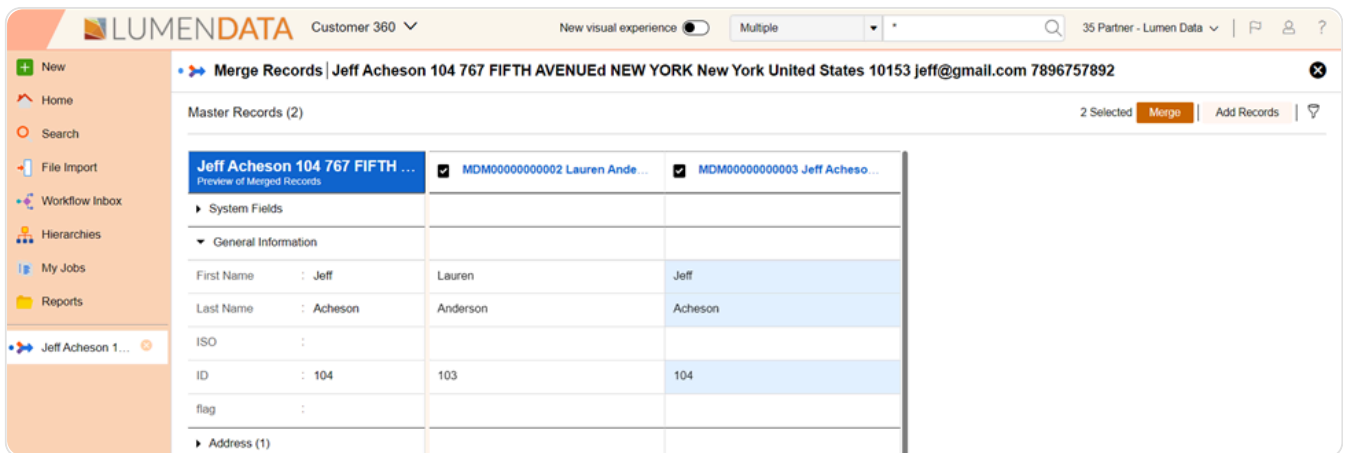 LUMENDATA Customer 360 New visual experience Multiple * 35 Partner - Lumen Data ?
New
Home
Search
File Import
Workflow Inbox
Hierarchies
My Jobs
Reports
Jeff Acheson 1...
Merge Records | Jeff Acheson 104 767 FIFTH AVENUEd NEW YORK New York United States 10153 jeff@gmail.com 7896757892
Master Records (2) 2 Selected Merge Add Records
Jeff Acheson 104 767 FIFTH ... MDM00000000002 Lauren Ande... MDM00000000003 Jeff Acheso...
Preview of Merged Records
System Fields
General Information
First Name : Jeff Lauren Jeff
Last Name : Acheson Anderson Acheson
ISO :
ID : 104 103 104
flag :
Address (1)